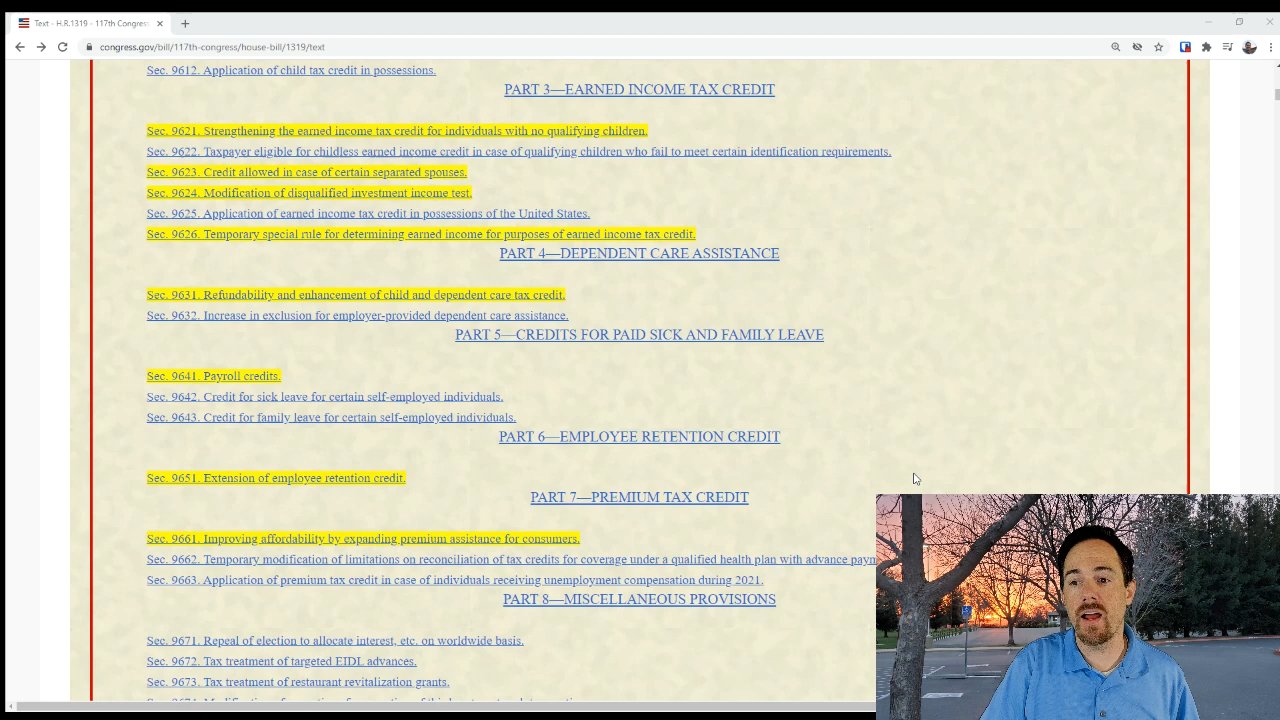 Text - H.R.1319 - 117th Congres
congress.gov/bill/117th-congress/house-bill/1319/text
Sec. 9612. Application of child tax credit in possessions.
PART 3—EARNED INCOME TAX CREDIT
Sec. 9621. Strengthening the earned income tax credit for individuals with no qualifying children.
Sec. 9622. Taxpayer eligible for childless earned income credit in case of qualifying children who fail to meet certain identification requirements.
Sec. 9623. Credit allowed in case of certain separated spouses.
Sec. 9624. Modification of disqualified investment income test.
Sec. 9625. Application of earned income tax credit in possessions of the United States.
Sec. 9626. Temporary special rule for determining earned income for purposes of earned income tax credit.
PART 4—DEPENDENT CARE ASSISTANCE
Sec. 9631. Refundability and enhancement of child and dependent care tax credit.
Sec. 9632. Increase in exclusion for employer-provided dependent care assistance.
PART 5—CREDITS FOR PAID SICK AND FAMILY LEAVE
Sec. 9641. Payroll credits.
Sec. 9642. Credit for sick leave for certain self-employed individuals.
Sec. 9643. Credit for family leave for certain self-employed individuals.
PART 6—EMPLOYEE RETENTION CREDIT
Sec. 9651. Extension of employee retention credit.
PART 7—PREMIUM TAX CREDIT
Sec. 9661. Improving affordability by expanding premium assistance for consumers.
Sec. 9662. Temporary modification of limitations on reconciliation of tax credits for coverage under a qualified health plan with advance paym
Sec. 9663. Application of premium tax credit in case of individuals receiving unemployment compensation during 2021.
PART 8—MISCELLANEOUS PROVISIONS
Sec. 9671. Repeal of election to allocate interest, etc. on worldwide basis.
Sec. 9672. Tax treatment of targeted EIDL advances.
Sec. 9673. Tax treatment of restaurant revitalization grants.